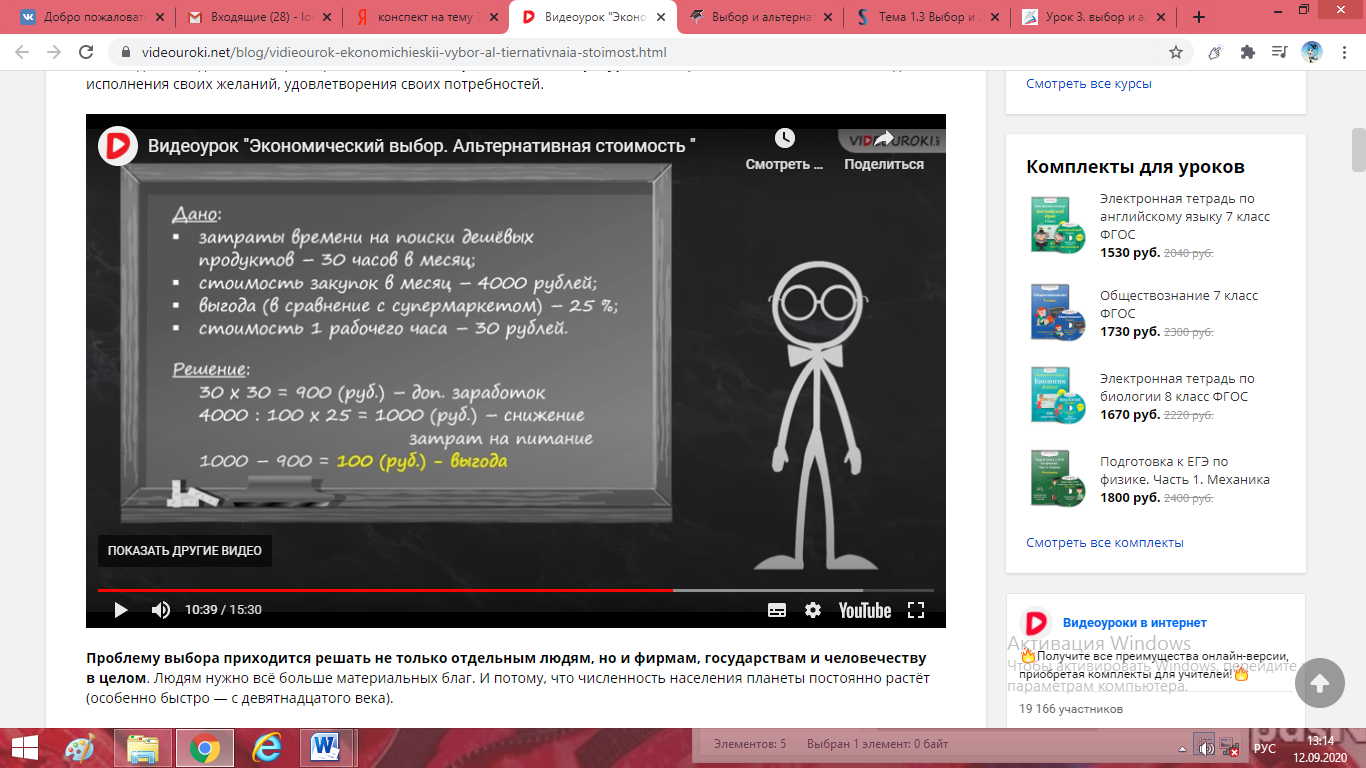 Добро пожаловат
Входящие (28) - lo
конспект на тему
Видеоурок "Эконо
Выбор и альтерна
Тема 1.3 Выбор и
Урок 3. выбор и а
videouroki.net/blog/vidieourok-ekonomichieskii-vybor-al-tiernativnaia-stoimost.html
исполнения своих желаний, удовлетворения своих потребностей.
Видеоурок "Экономический выбор. Альтернативная стоимость "
Смотреть ...
Поделиться
Дано:
затраты времени на поиски дешёвых
продуктов – 30 часов в месяц;
стоимость закупок в месяц – 4000 рублей;
выгода (в сравнение с супермаркетом) – 25 %;
стоимость 1 рабочего часа – 30 рублей.
Решение:
30 x 30 = 900 (руб.) – доп. заработок
4000 : 100 x 25 = 1000 (руб.) – снижение
затрат на питание
1000 – 900 = 100 (руб.) - выгода
ПОКАЗАТЬ ДРУГИЕ ВИДЕО
10:39 / 15:30
YouTube
Проблему выбора приходится решать не только отдельным людям, но и фирмам, государствам и человечеству
в целом. Людям нужно всё больше материальных благ. И потому, что численность населения планеты постоянно растёт
(особенно быстро — с девятнадцатого века).
Смотреть все курсы
Комплекты для уроков
Электронная тетрадь по
английскому языку 7 класс
ФГОС
1530 руб. 2040 руб.
Обществознание 7 класс
ФГОС
1730 руб. 2300 руб.
Электронная тетрадь по
биологии 8 класс ФГОС
1670 руб. 2220 руб.
Подготовка к ЕГЭ по
физике. Часть 1. Механика
1800 руб. 2400 руб.
Смотреть все комплекты
Видеоуроки в интернет
Активация Windows
🔥Получите все преимущества онлайн-версии,
Чтобы активировать Windows, перейдите к
приобретая комплекты для учителей!🔥
параметрам компьютера.
19 166 участников
Элементов: 5 Выбран 1 элемент: 0 байт
РУС
13:14
12.09.2020